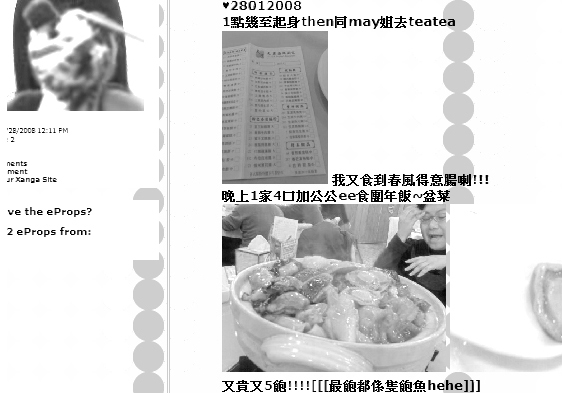 '28/2008 12:11 PM
: 2
nents
ment
ur Xanga Site
ve the eProps?
2 eProps from:
♥28012008
1點幾至起身then同may姐去teatea
我又食到春風得意腸喇!!!
晚上1家4口加公公ee食團年飯~盆菜
又貴又5飽!!!![[[最飽都係隻鮑魚hehe]]]